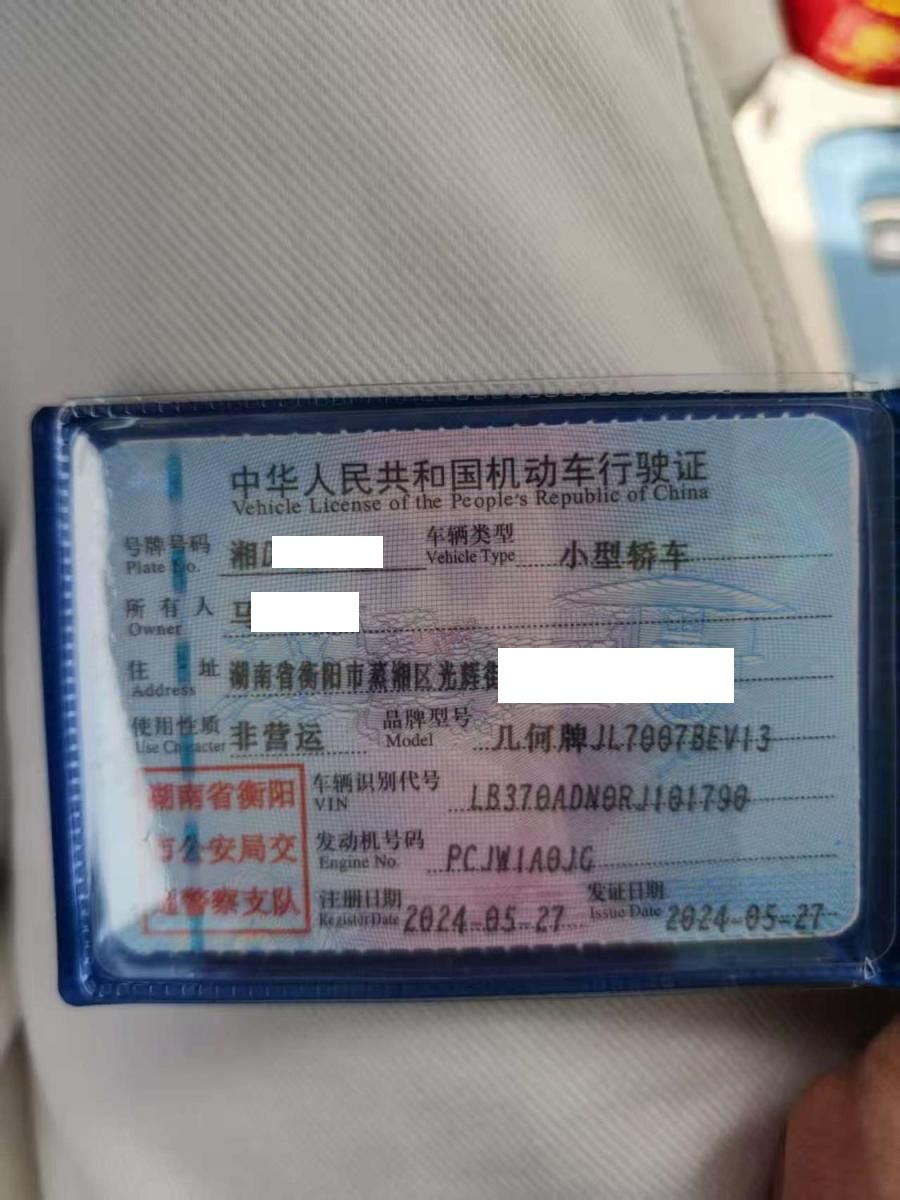 中华人民共和国机动车行驶证
Vehicle License of the People's Republic of China
号牌号码 湘 车辆类型 小型轿车
Plate No. Vehicle Type
所有人 马
Owner
住址 湖南省衡阳市蒸湘区光辉街
Address
使用性质 非营运 品牌型号 几何牌JL7007BEV13
Use Character Model
湖南省衡阳
市公安局交
通警察支队
车辆识别代号 LB370ADN0RJ101790
VIN
发动机号码 PCJW1A0JG
Engine No.
注册日期 2024-05-27 发证日期 2024-05-27
Register Date Issue Date